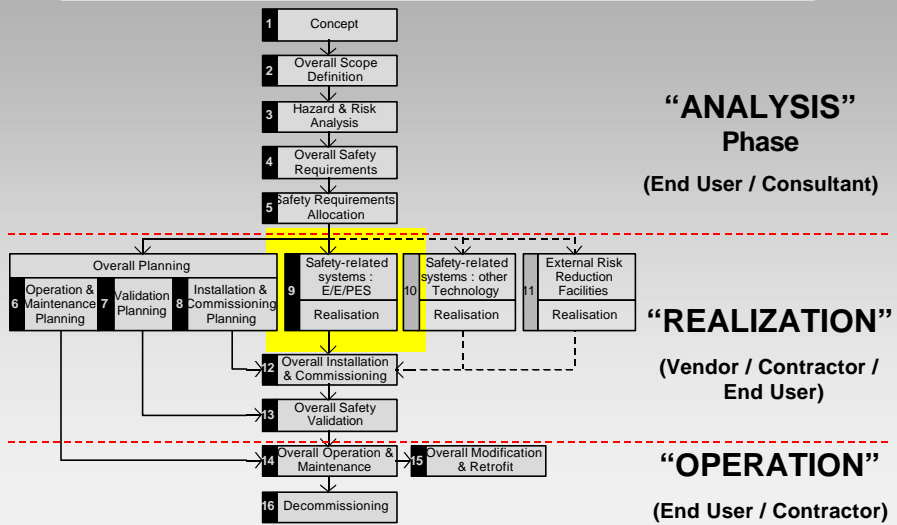 1 Concept
2 Overall Scope
Definition
3 Hazard & Risk
Analysis
4 Overall Safety
Requirements
5 Safety Requirements
Allocation
“ANALYSIS”
Phase
(End User / Consultant)
Overall Planning
6 Operation &
Maintenance
Planning
7 Validation
Planning
8 Installation &
Commissioning
Planning
9 Safety-related
systems :
E/E/PES
Realisation
10 Safety-related
systems : other
Technology
Realisation
11 External Risk
Reduction
Facilities
Realisation
12 Overall Installation
& Commissioning
13 Overall Safety
Validation
“REALIZATION”
(Vendor / Contractor /
End User)
14 Overall Operation &
Maintenance
15 Overall Modification
& Retrofit
16 Decommissioning
“OPERATION”
(End User / Contractor)